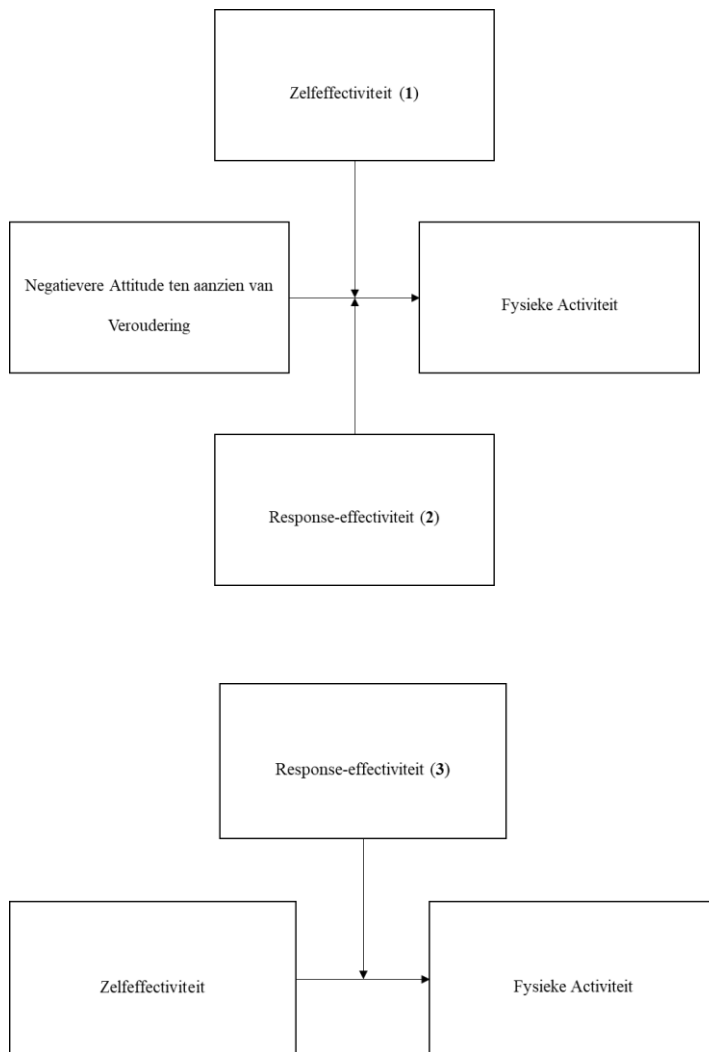 Zelfeffectiviteit (1)
Negatievere Attitude ten aanzien van
Veroudering
Fysieke Activiteit
Response-effectiviteit (2)
Response-effectiviteit (3)
Zelfeffectiviteit
Fysieke Activiteit